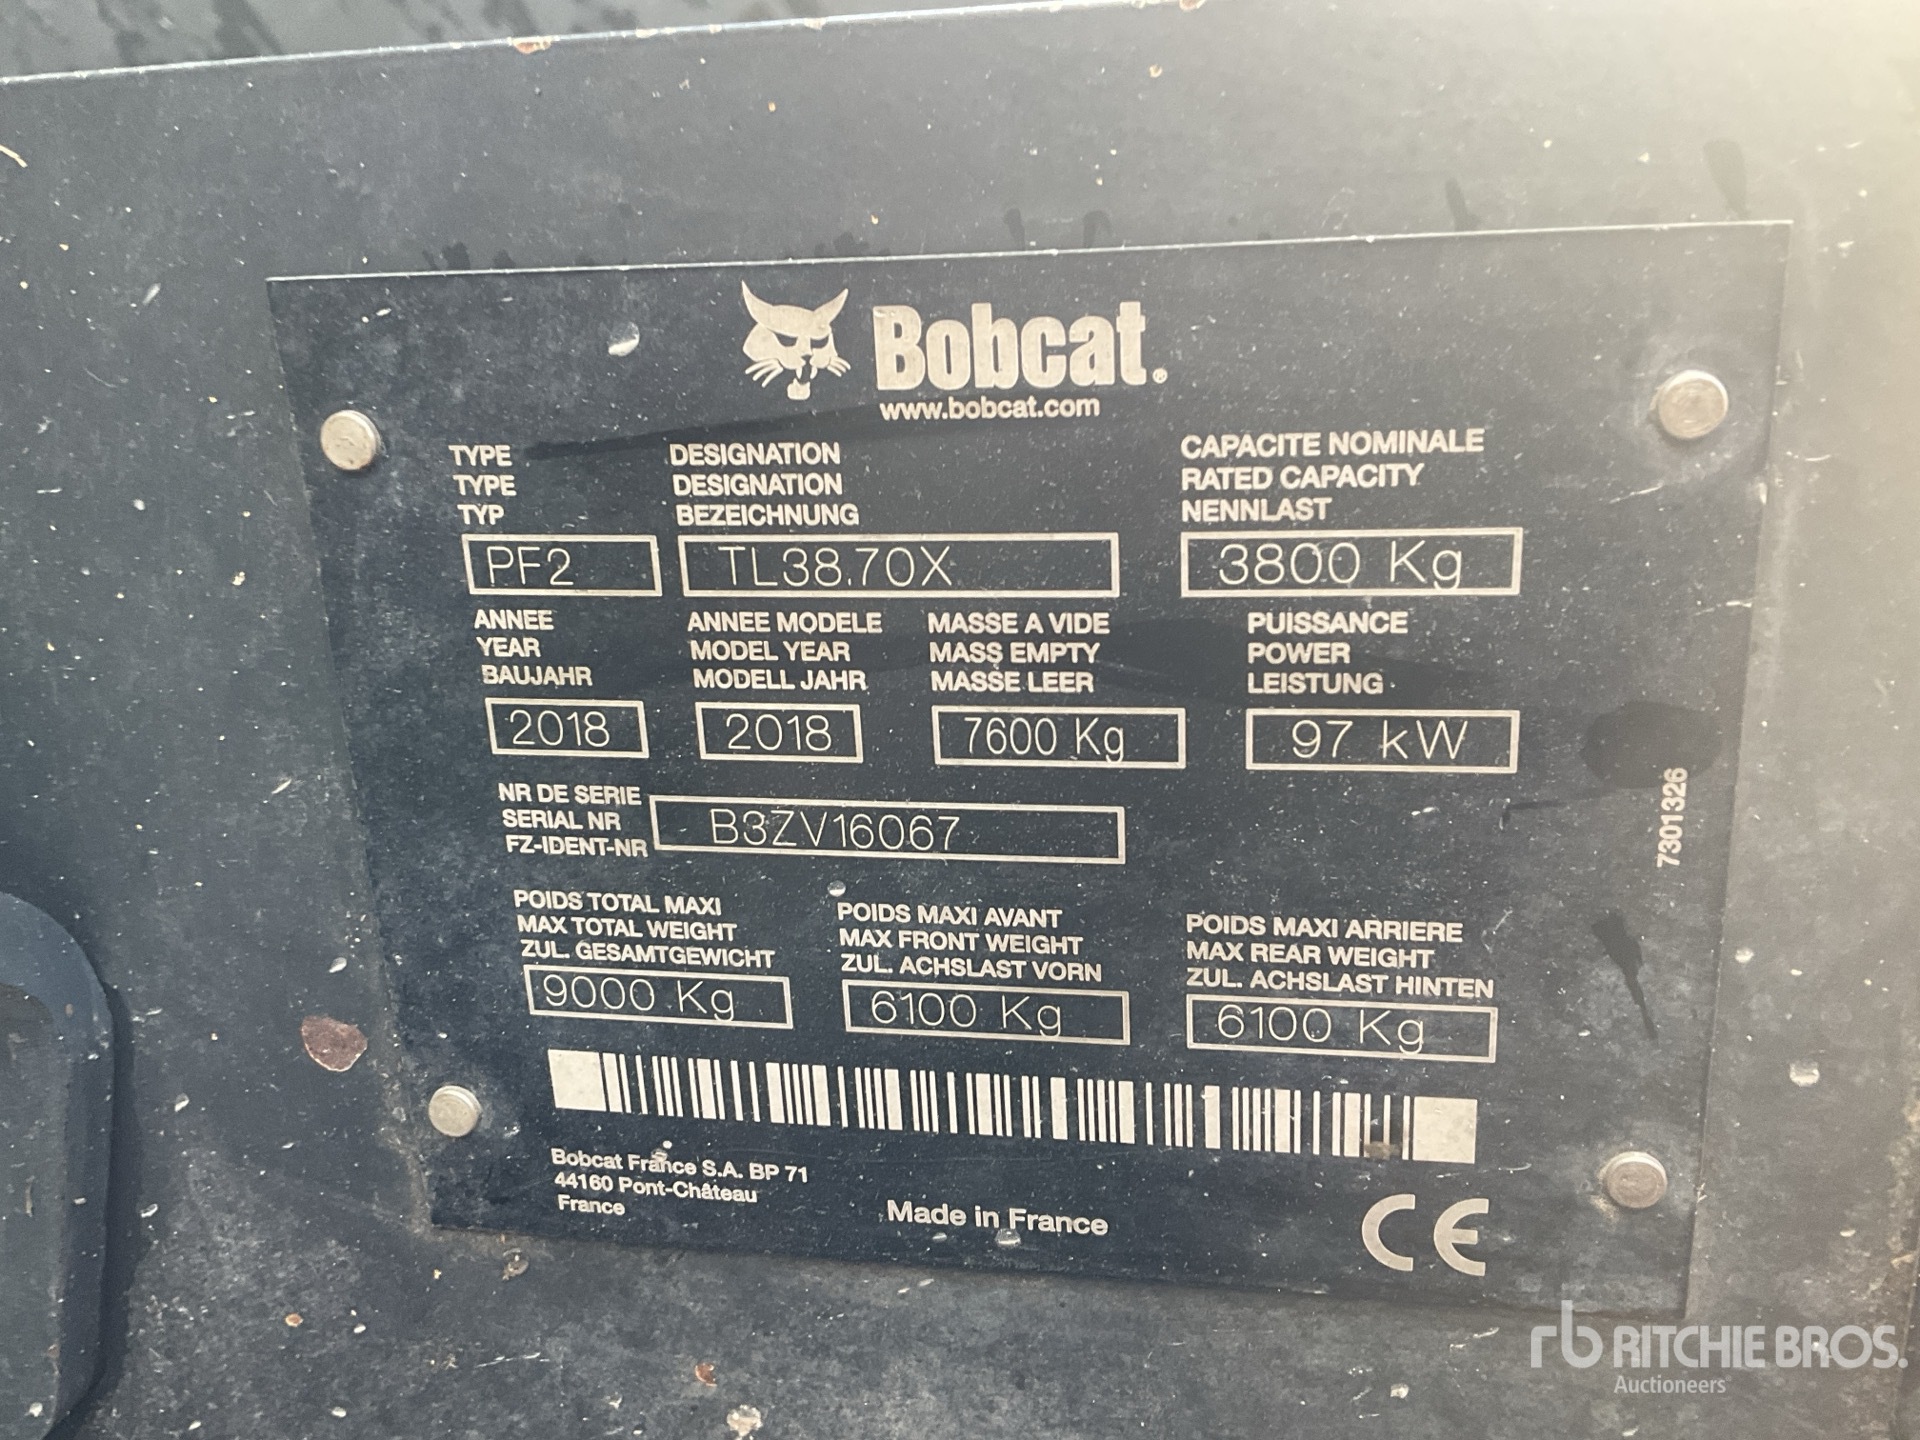 Bobcat.
www.bobcat.com
TYPE
TYPE
TYP
PF2
DESIGNATION
DESIGNATION
BEZEICHNUNG
TL38.70X
CAPACITE NOMINALE
RATED CAPACITY
NENNLAST
3800 Kg
ANNEE
YEAR
BAUJAHR
2018
ANNEE MODELE
MODEL YEAR
MODELL JAHR
2018
MASSE A VIDE
MASS EMPTY
MASSE LEER
7600 Kg
PUISSANCE
POWER
LEISTUNG
97 kW
NR DE SERIE
SERIAL NR
FZ-IDENT-NR
B3ZV16067
7301326
POIDS TOTAL MAXI
MAX TOTAL WEIGHT
ZUL. GESAMTGEWICHT
9000 Kg
POIDS MAXI AVANT
MAX FRONT WEIGHT
ZUL. ACHSLAST VORN
6100 Kg
POIDS MAXI ARRIERE
MAX REAR WEIGHT
ZUL. ACHSLAST HINTEN
6100 Kg
Bobcat France S.A. BP 71
44160 Pont-Château
France
Made in France
CE
rb RITCHIE BROS.
Auctioneers